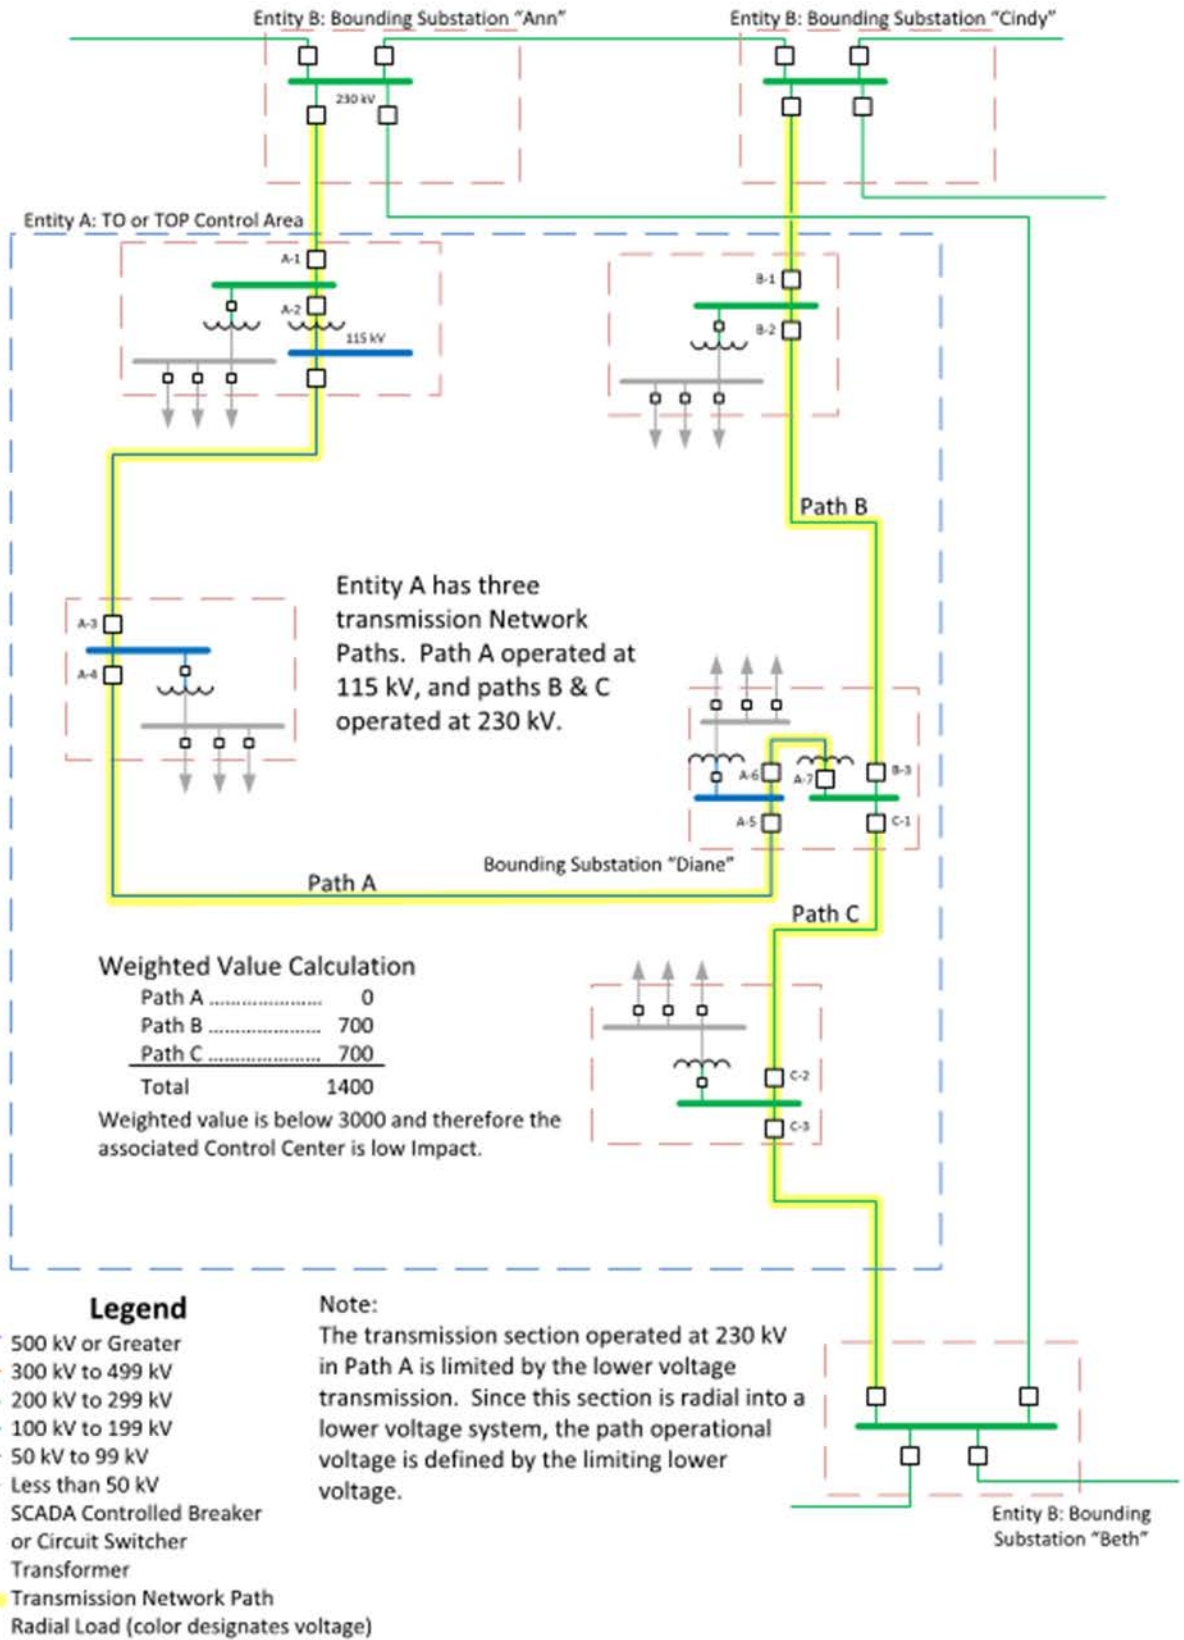 Entity B: Bounding Substation “Ann”
Entity B: Bounding Substation “Cindy”
230 kV
Entity A: TO or TOP Control Area
A-1
A-2
115 kV
B-1
B-2
Path B
Entity A has three
transmission Network
Paths.  Path A operated at
115 kV, and paths B & C
operated at 230 kV.
A-3
A-4
A-6
A-7
B-3
A-5
C-1
Bounding Substation “Diane”
Path A
Path C
Weighted Value Calculation
Path A ...................... 0
Path B ...................... 700
Path C ...................... 700
Total 1400
Weighted value is below 3000 and therefore the
associated Control Center is low Impact.
C-2
C-3
Legend
500 kV or Greater
300 kV to 499 kV
200 kV to 299 kV
100 kV to 199 kV
50 kV to 99 kV
Less than 50 kV
SCADA Controlled Breaker
or Circuit Switcher
Transformer
Transmission Network Path
Radial Load (color designates voltage)
Note:
The transmission section operated at 230 kV
in Path A is limited by the lower voltage
transmission.  Since this section is radial into a
lower voltage system, the path operational
voltage is defined by the limiting lower
voltage.
Entity B: Bounding
Substation “Beth”